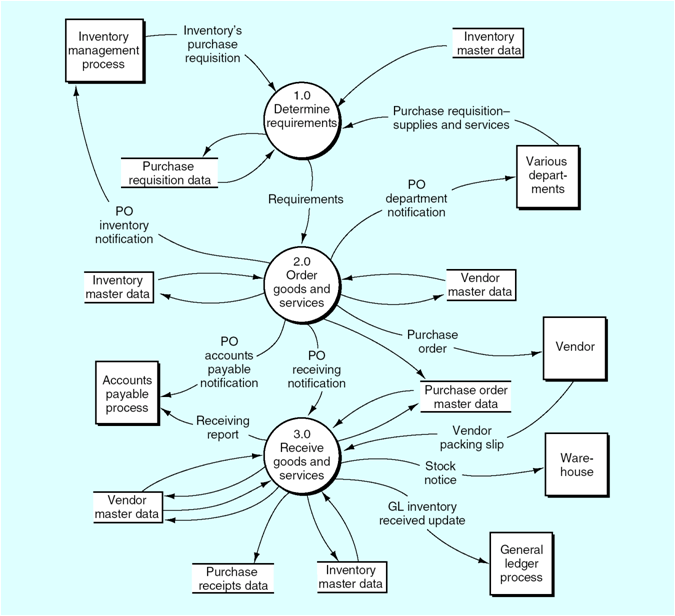 Inventory
management
process
Inventory's
purchase
requisition
Inventory
master data
1.0
Determine
requirements
Purchase requisition–
supplies and services
Purchase
requisition data
Various
depart-
ments
Requirements
PO
department
notification
PO
inventory
notification
2.0
Order
goods and
services
Inventory
master data
Vendor
master data
Purchase
order
Vendor
PO
accounts
payable
notification
PO
receiving
notification
Accounts
payable
process
Purchase order
master data
Receiving
report
3.0
Receive
goods and
services
Vendor
packing slip
Stock
notice
Ware-
house
Vendor
master data
GL inventory
received update
General
ledger
process
Purchase
receipts data
Inventory
master data